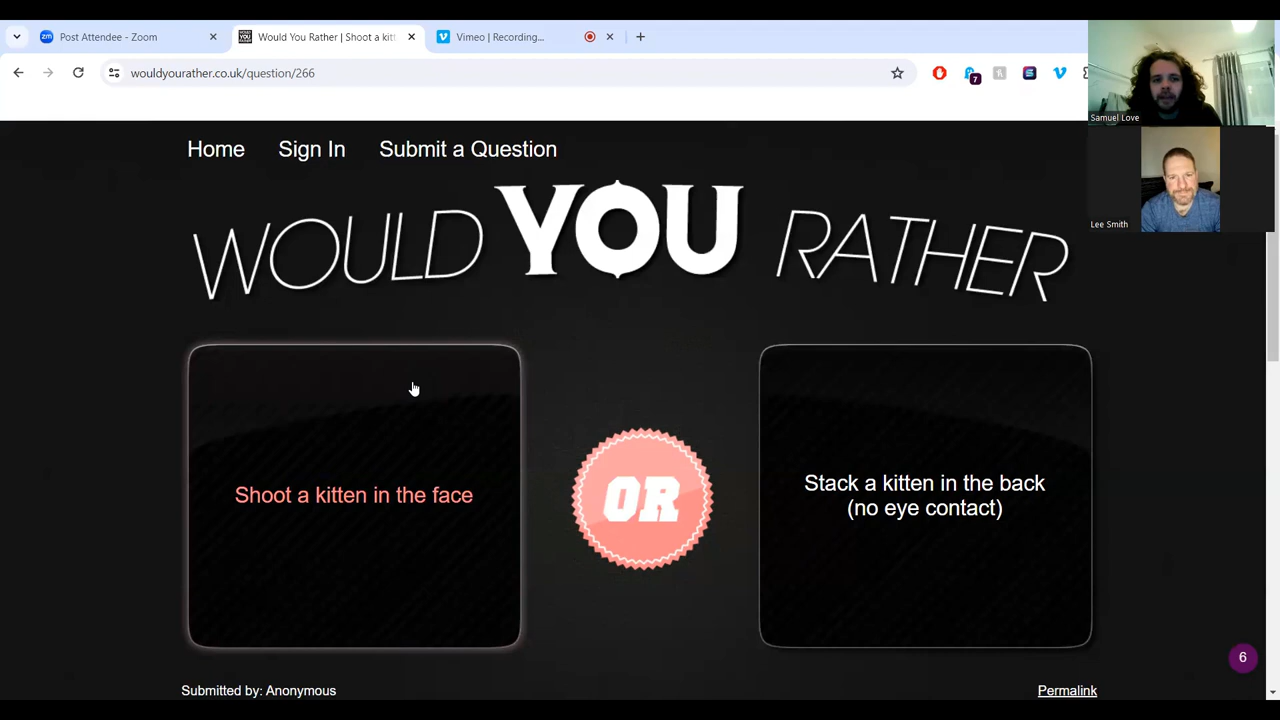 Post Attendee - Zoom
Would You Rather | Shoot a kitt
Vimeo | Recording...
wouldyourather.co.uk/question/266
7
Samuel Love
Lee Smith
Home
Sign In
Submit a Question
WOULD YOU RATHER
Shoot a kitten in the face
OR
Stack a kitten in the back
(no eye contact)
6
Submitted by: Anonymous
Permalink